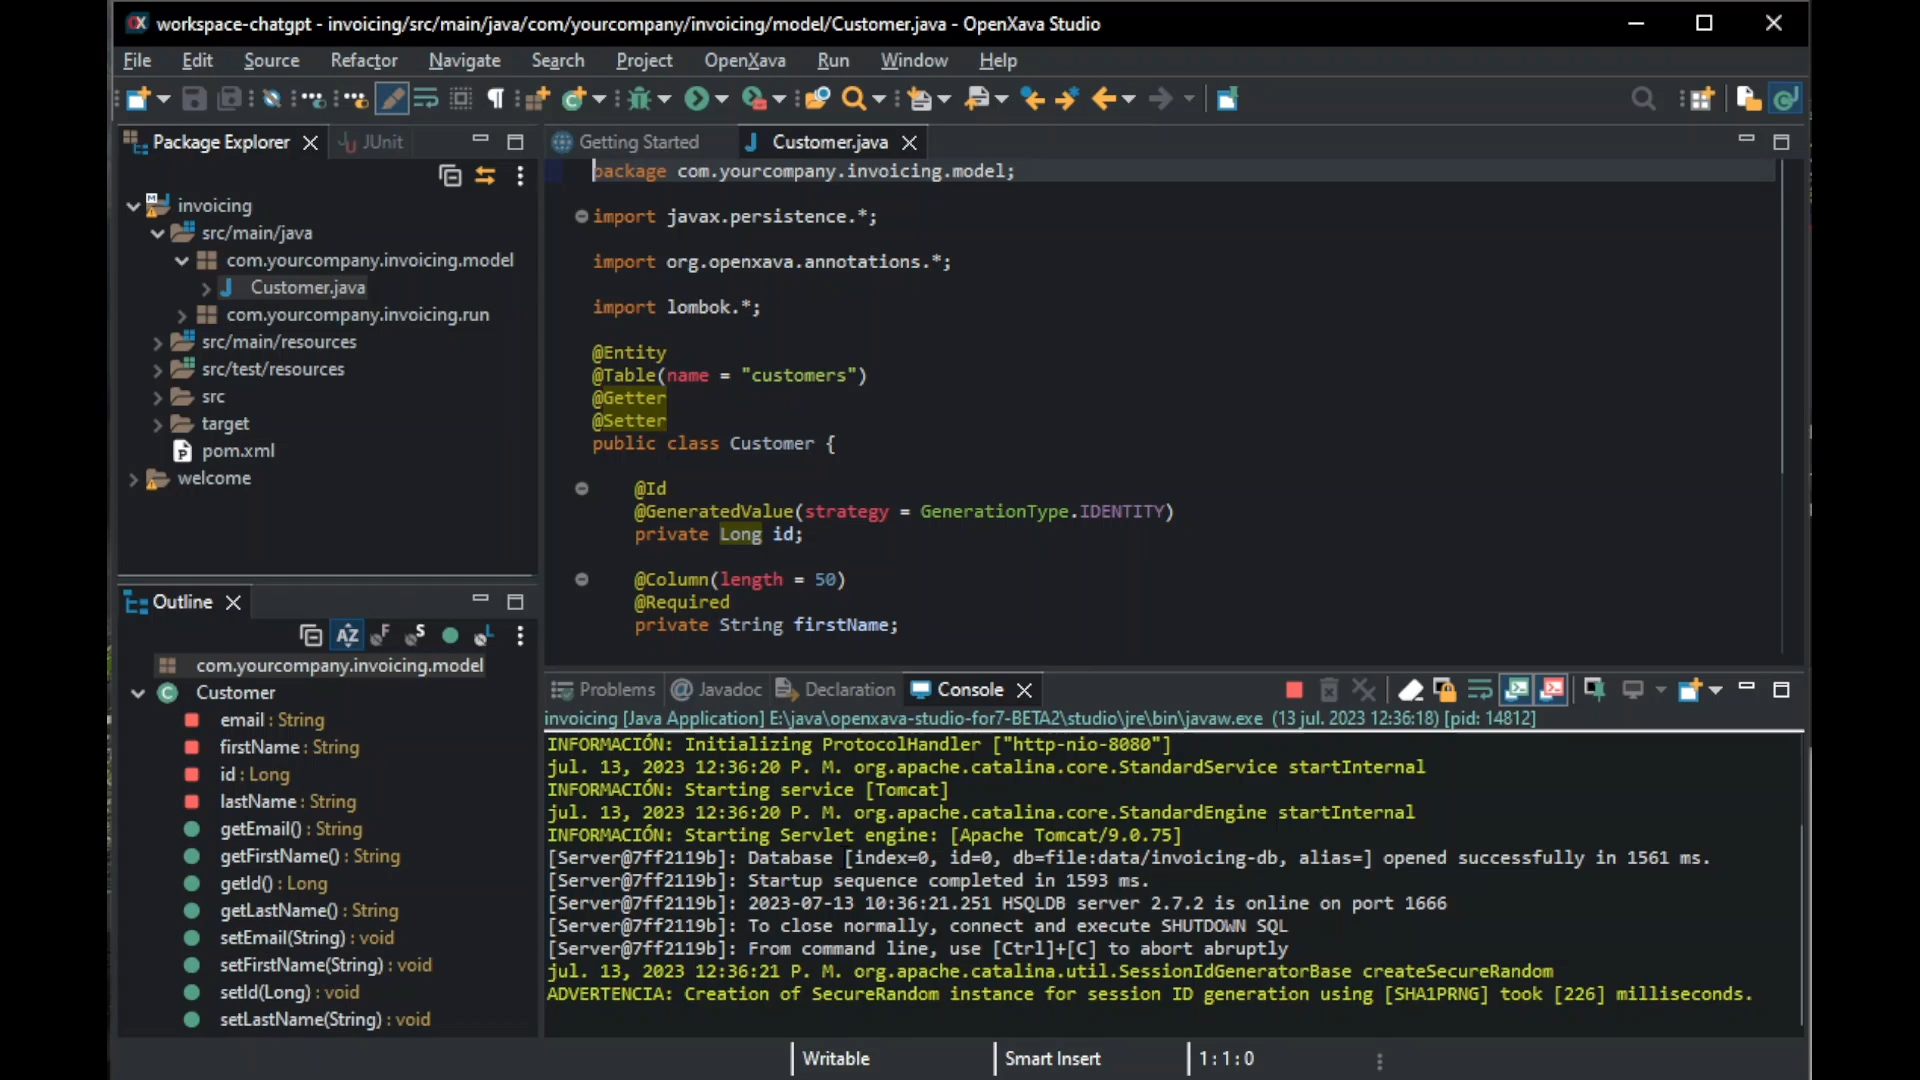 workspace-chatgpt - invoicing/src/main/java/com/yourcompany/invoicing/model/Customer.java - OpenXava Studio
File Edit Source Refactor Navigate Search Project OpenXava Run Window Help
Package Explorer JUnit
invoicing
src/main/java
com.yourcompany.invoicing.model
Customer.java
com.yourcompany.invoicing.run
src/main/resources
src/test/resources
src
target
pom.xml
welcome
Outline
com.yourcompany.invoicing.model
Customer
email : String
firstName : String
id : Long
lastName : String
getEmail() : String
getFirstName() : String
getId() : Long
getLastName() : String
setEmail(String) : void
setFirstName(String) : void
setId(Long) : void
setLastName(String) : void
Getting Started Customer.java
package com.yourcompany.invoicing.model;
import javax.persistence.*;
import org.openxava.annotations.*;
import lombok.*;
@Entity
@Table(name = "customers")
@Getter
@Setter
public class Customer {
@Id
@GeneratedValue(strategy = GenerationType.IDENTITY)
private Long id;
@Column(length = 50)
@Required
private String firstName;
Problems Javadoc Declaration Console
invoicing [Java Application] E:\java\openxava-studio-for7-BETA2\studio\jre\bin\javaw.exe (13 jul. 2023 12:36:18) [pid: 14812]
INFORMACIÓN: Initializing ProtocolHandler ["http-nio-8080"]
jul. 13, 2023 12:36:20 P. M. org.apache.catalina.core.StandardService startInternal
INFORMACIÓN: Starting service [Tomcat]
jul. 13, 2023 12:36:20 P. M. org.apache.catalina.core.StandardEngine startInternal
INFORMACIÓN: Starting Servlet engine: [Apache Tomcat/9.0.75]
[Server@7ff2119b]: Database [index=0, id=0, db=file:data/invoicing-db, alias=] opened successfully in 1561 ms.
[Server@7ff2119b]: Startup sequence completed in 1593 ms.
[Server@7ff2119b]: 2023-07-13 10:36:21.251 HSQLDB server 2.7.2 is online on port 1666
[Server@7ff2119b]: To close normally, connect and execute SHUTDOWN SQL
[Server@7ff2119b]: From command line, use [Ctrl]+[C] to abort abruptly
jul. 13, 2023 12:36:21 P. M. org.apache.catalina.util.SessionIdGeneratorBase createSecureRandom
ADVERTENCIA: Creation of SecureRandom instance for session ID generation using [SHA1PRNG] took [226] milliseconds.
Writable Smart Insert 1 : 1 : 0